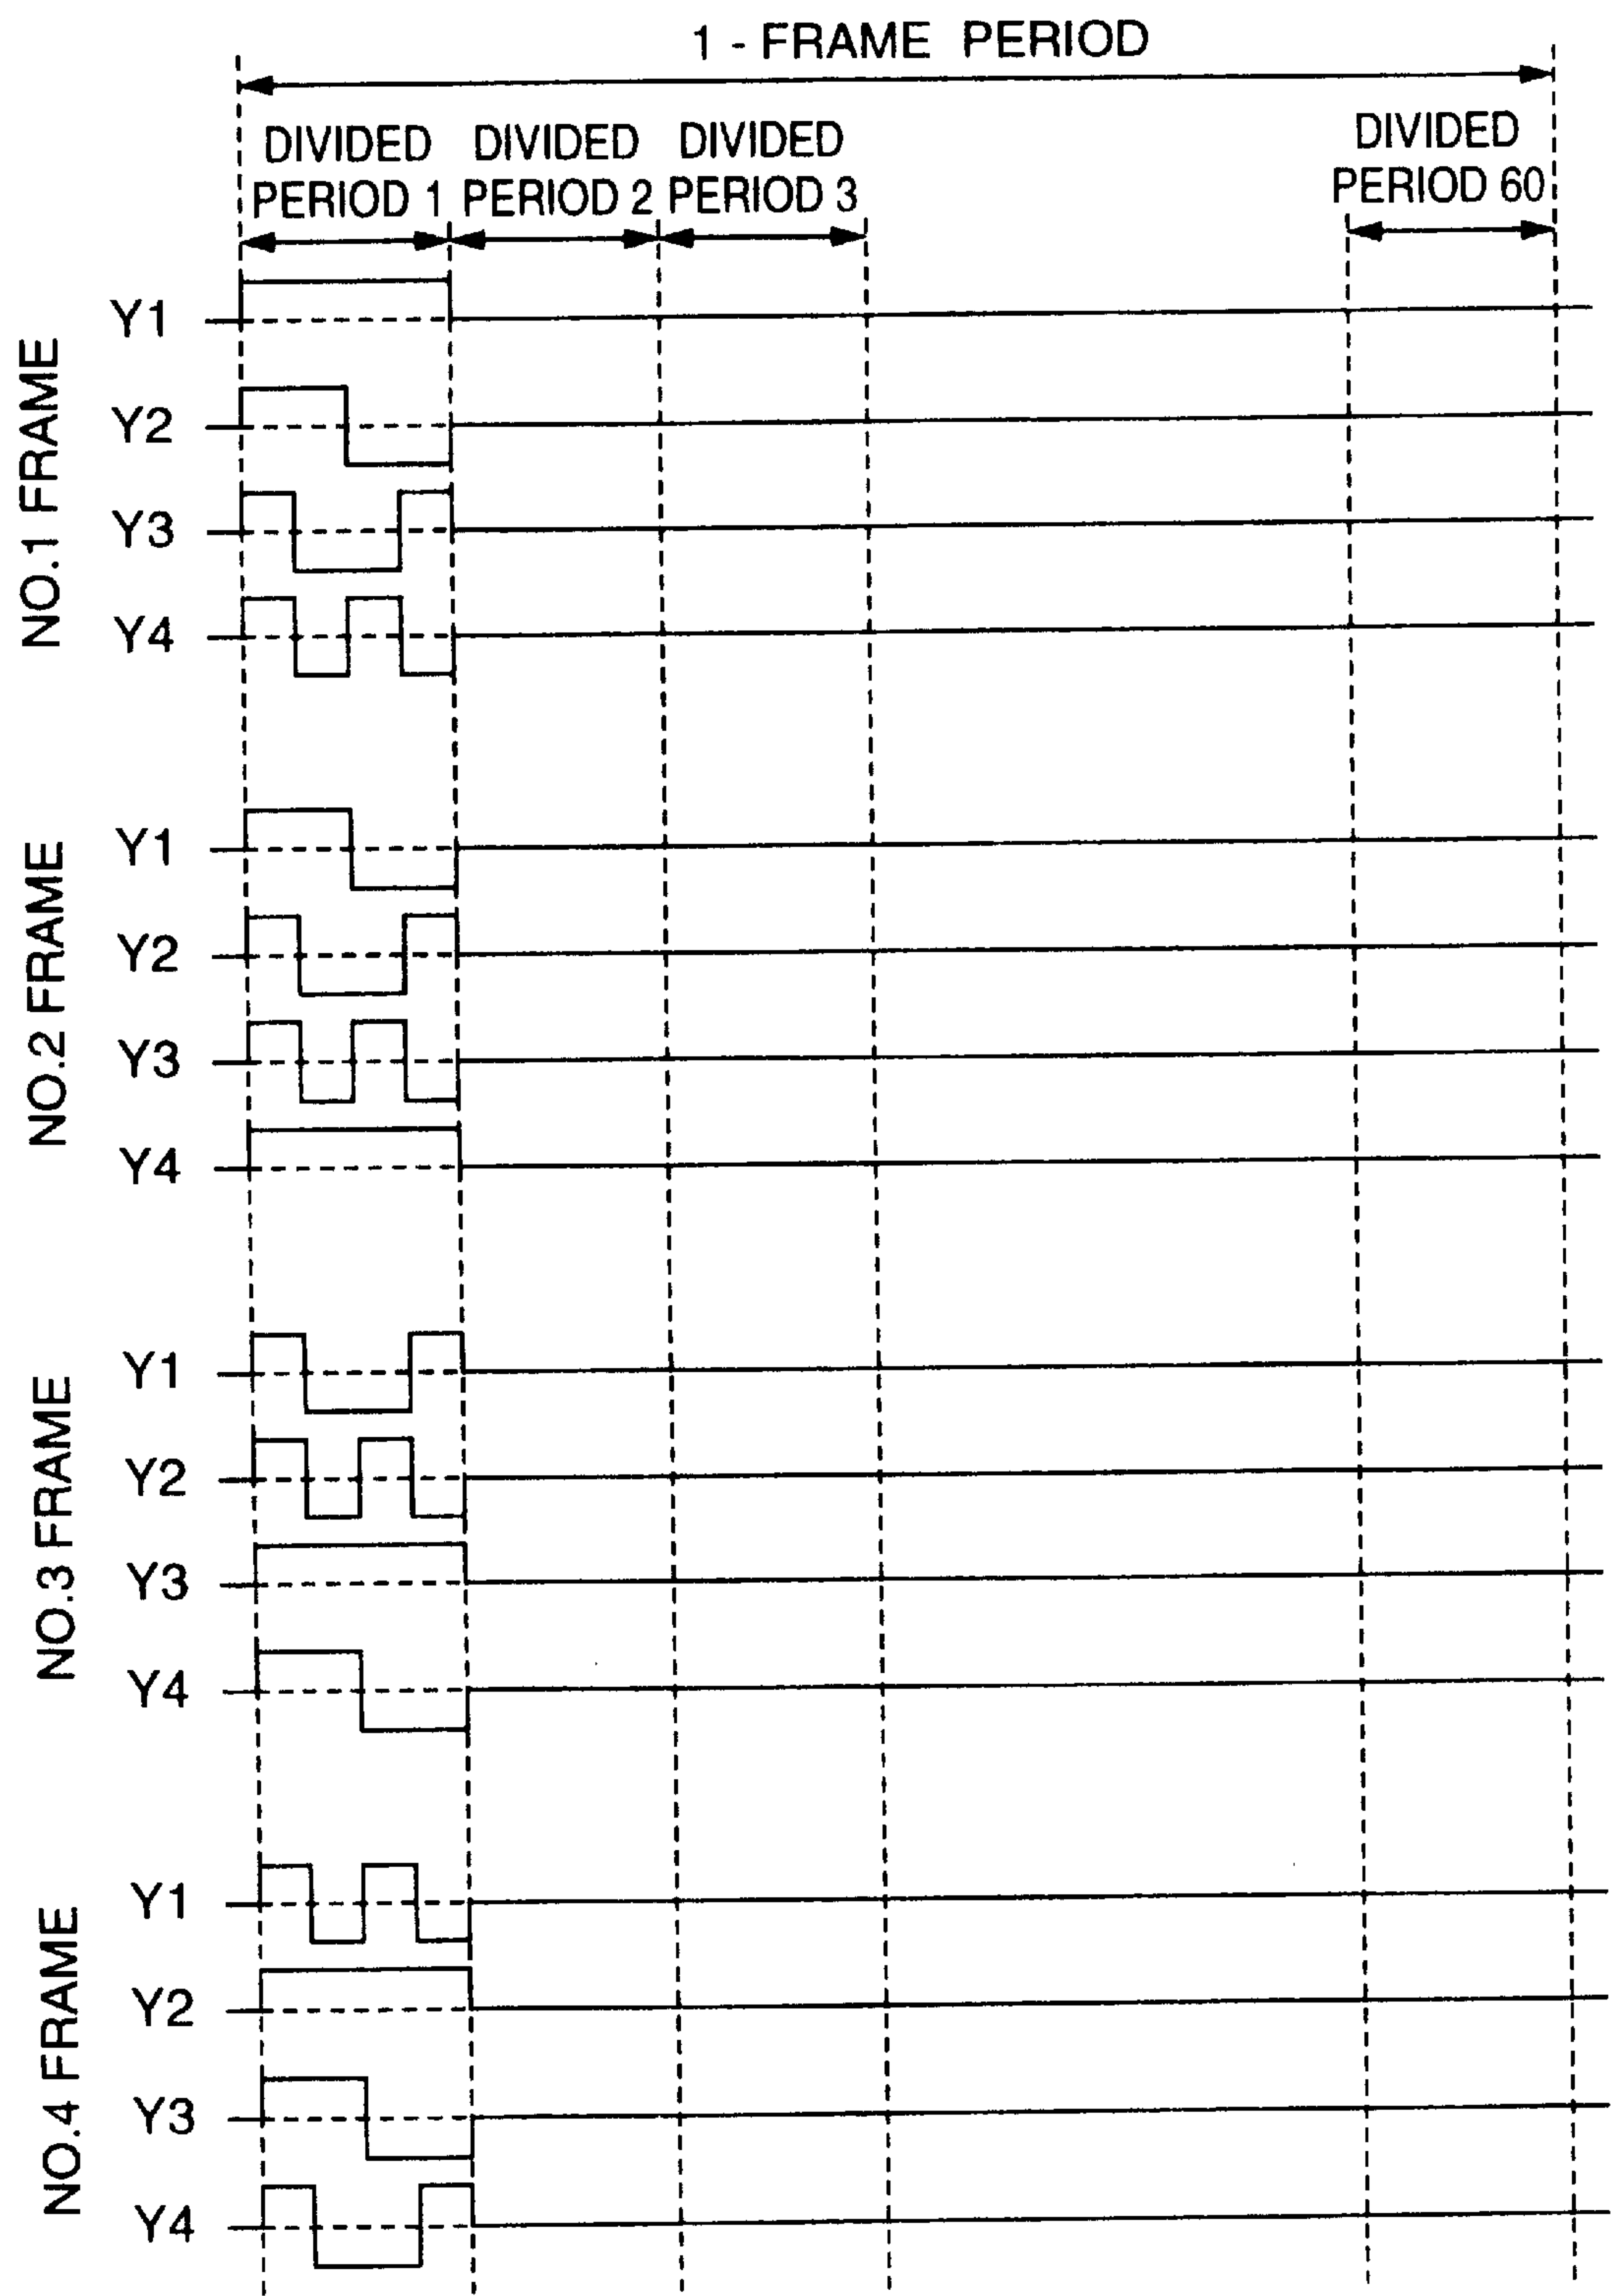 1 - FRAME PERIOD
DIVIDED PERIOD 1
DIVIDED PERIOD 2
DIVIDED PERIOD 3
DIVIDED PERIOD 60
NO.1 FRAME
Y1
Y2
Y3
Y4
NO.2 FRAME
Y1
Y2
Y3
Y4
NO.3 FRAME
Y1
Y2
Y3
Y4
NO.4 FRAME
Y1
Y2
Y3
Y4